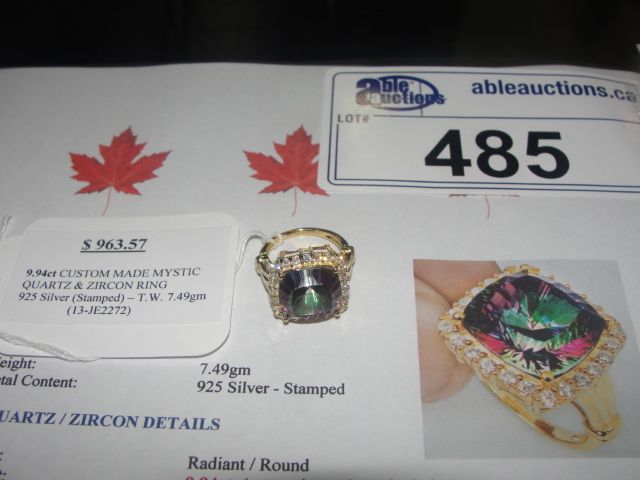 able auctions
ableauctions.ca
LOT#
485
$ 963.57
9.94ct CUSTOM MADE MYSTIC
QUARTZ & ZIRCON RING
925 Silver (Stamped) – T.W. 7.49gm
(13-JE2272)
7.49gm
Content:
925 Silver - Stamped
/ ZIRCON DETAILS
Radiant / Round